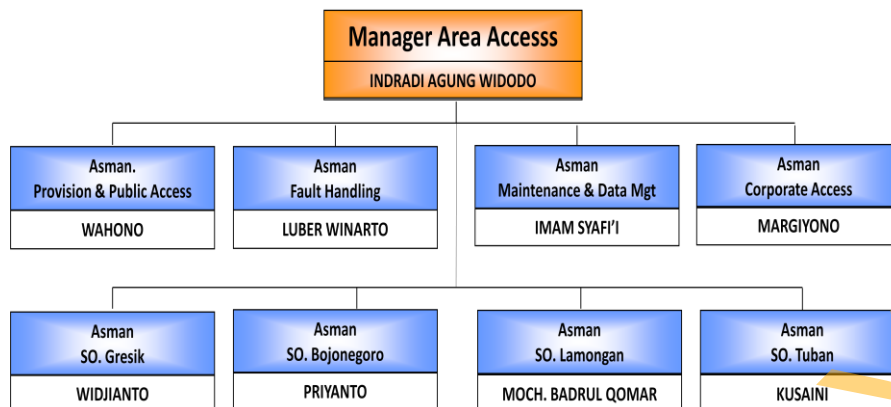 Manager Area Accesss
INDRADI AGUNG WIDODO
Asman.
Provision & Public Access
WAHONO
Asman
Fault Handling
LUBER WINARTO
Asman
Maintenance & Data Mgt
IMAM SYAFI'I
Asman
Corporate Access
MARGIYONO
Asman
SO. Gresik
WIDJIANTO
Asman
SO. Bojonegoro
PRIYANTO
Asman
SO. Lamongan
MOCH. BADRUL QOMAR
Asman
SO. Tuban
KUSAINI